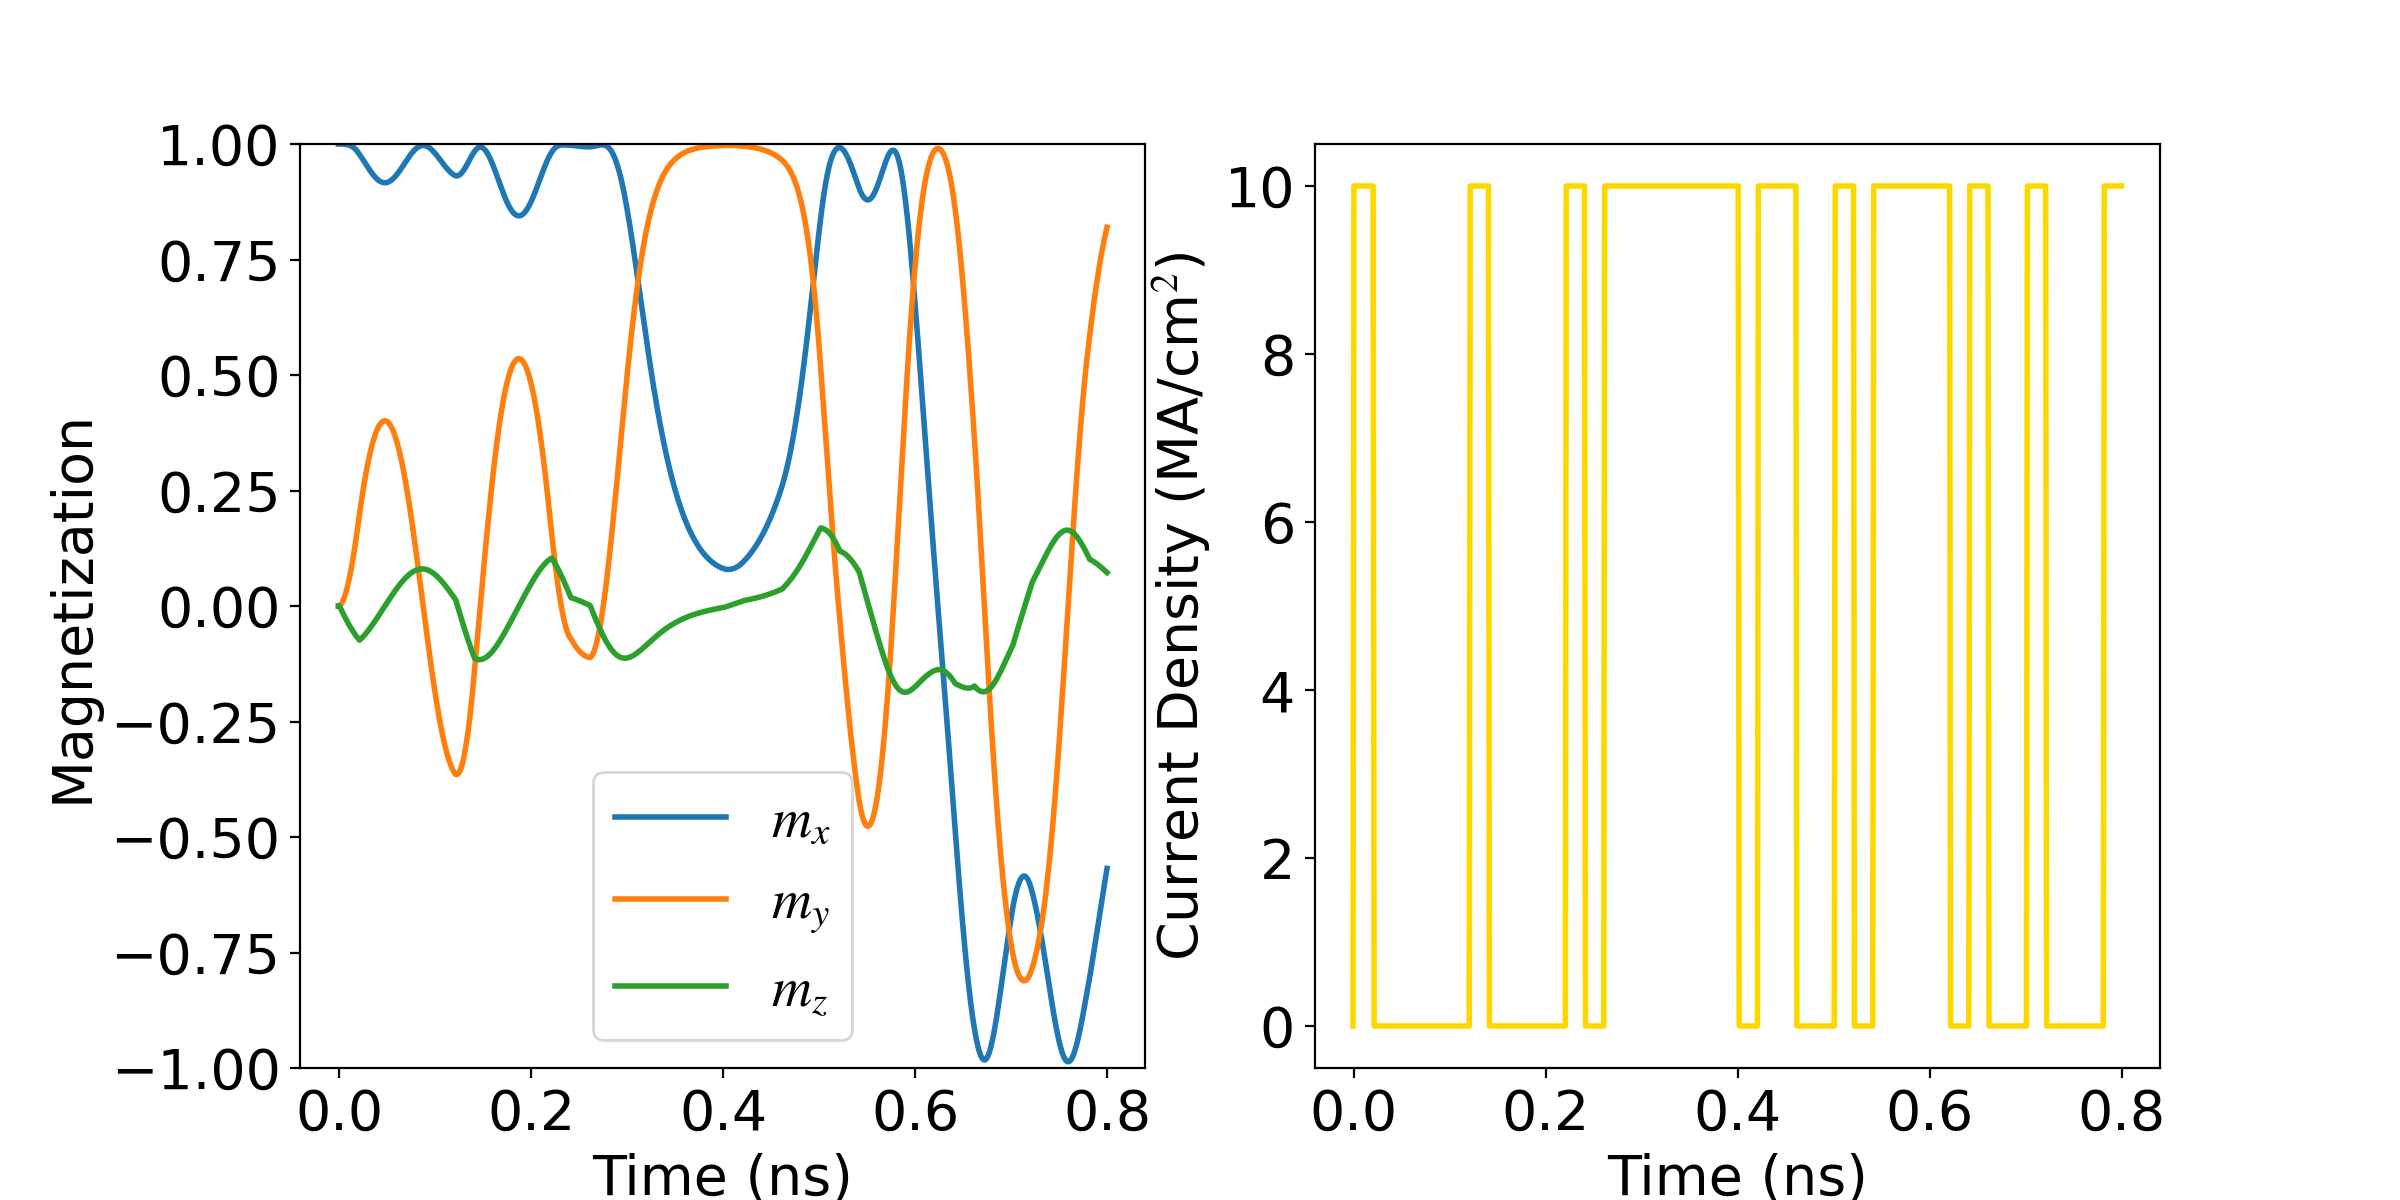 1.00
0.75
0.50
0.25
0.00
−0.25
−0.50
−0.75
−1.00
Magnetization
0.0 0.2 0.4 0.6 0.8
Time (ns)
m_x
m_y
m_z
Current Density (MA/cm²)
10
8
6
4
2
0
0.0 0.2 0.4 0.6 0.8
Time (ns)